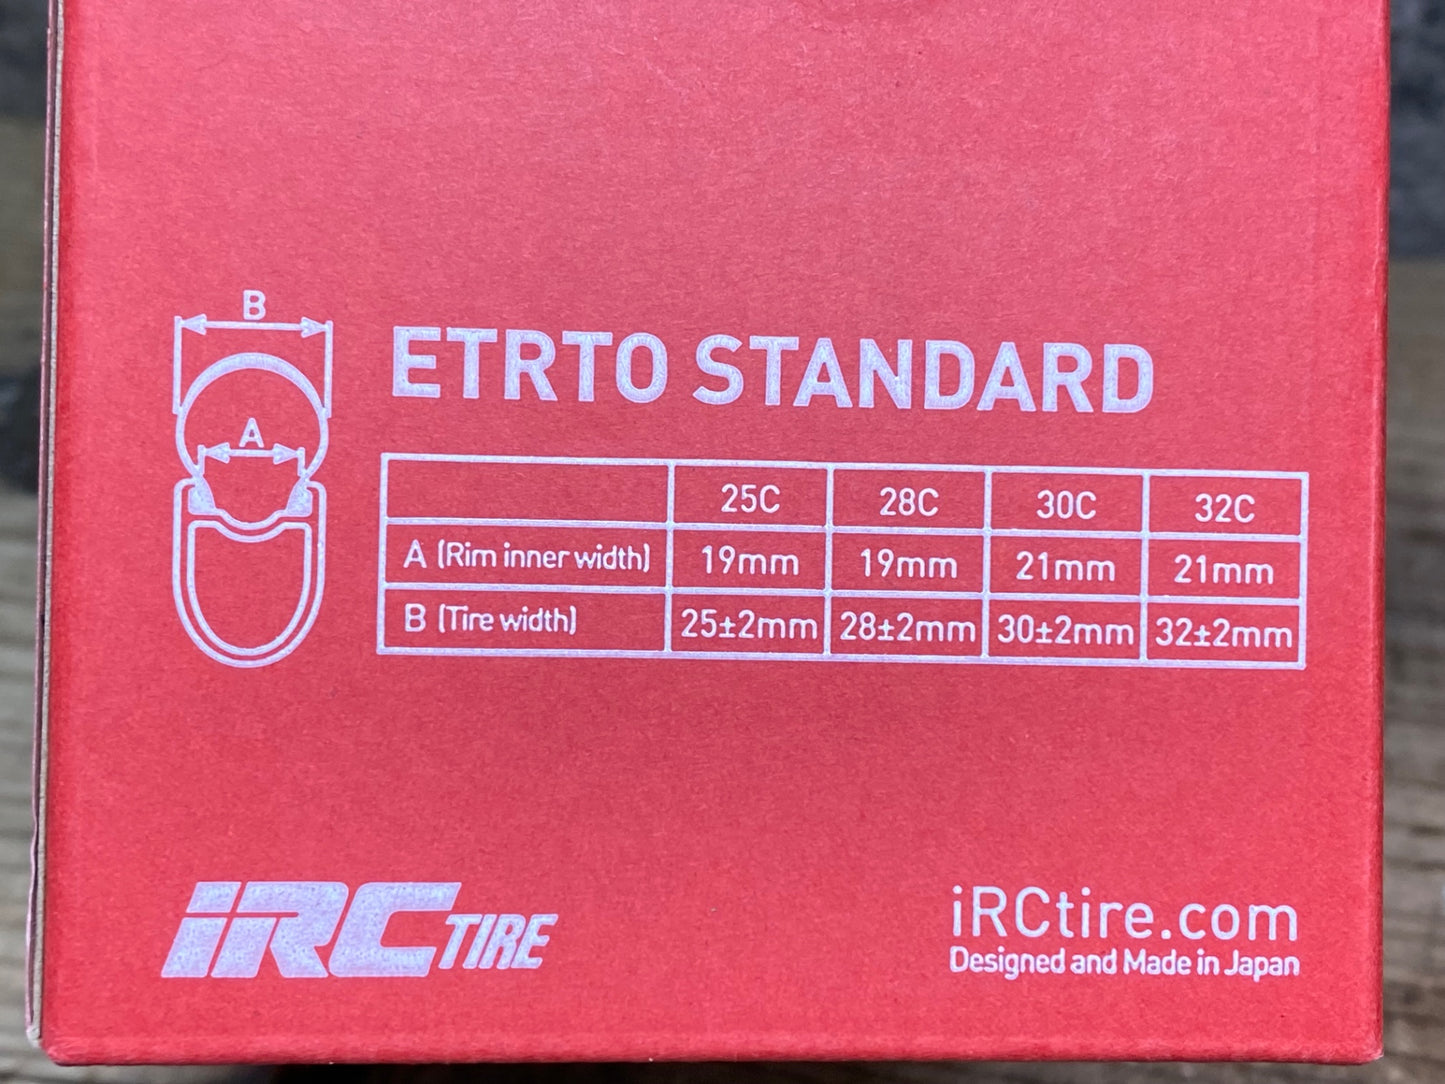 B
A
ETRTO STANDARD
25C 28C 30C 32C
A (Rim inner width) 19mm 19mm 21mm 21mm
B (Tire width) 25±2mm 28±2mm 30±2mm 32±2mm
iRC TIRE
iRCtire.com
Designed and Made in Japan